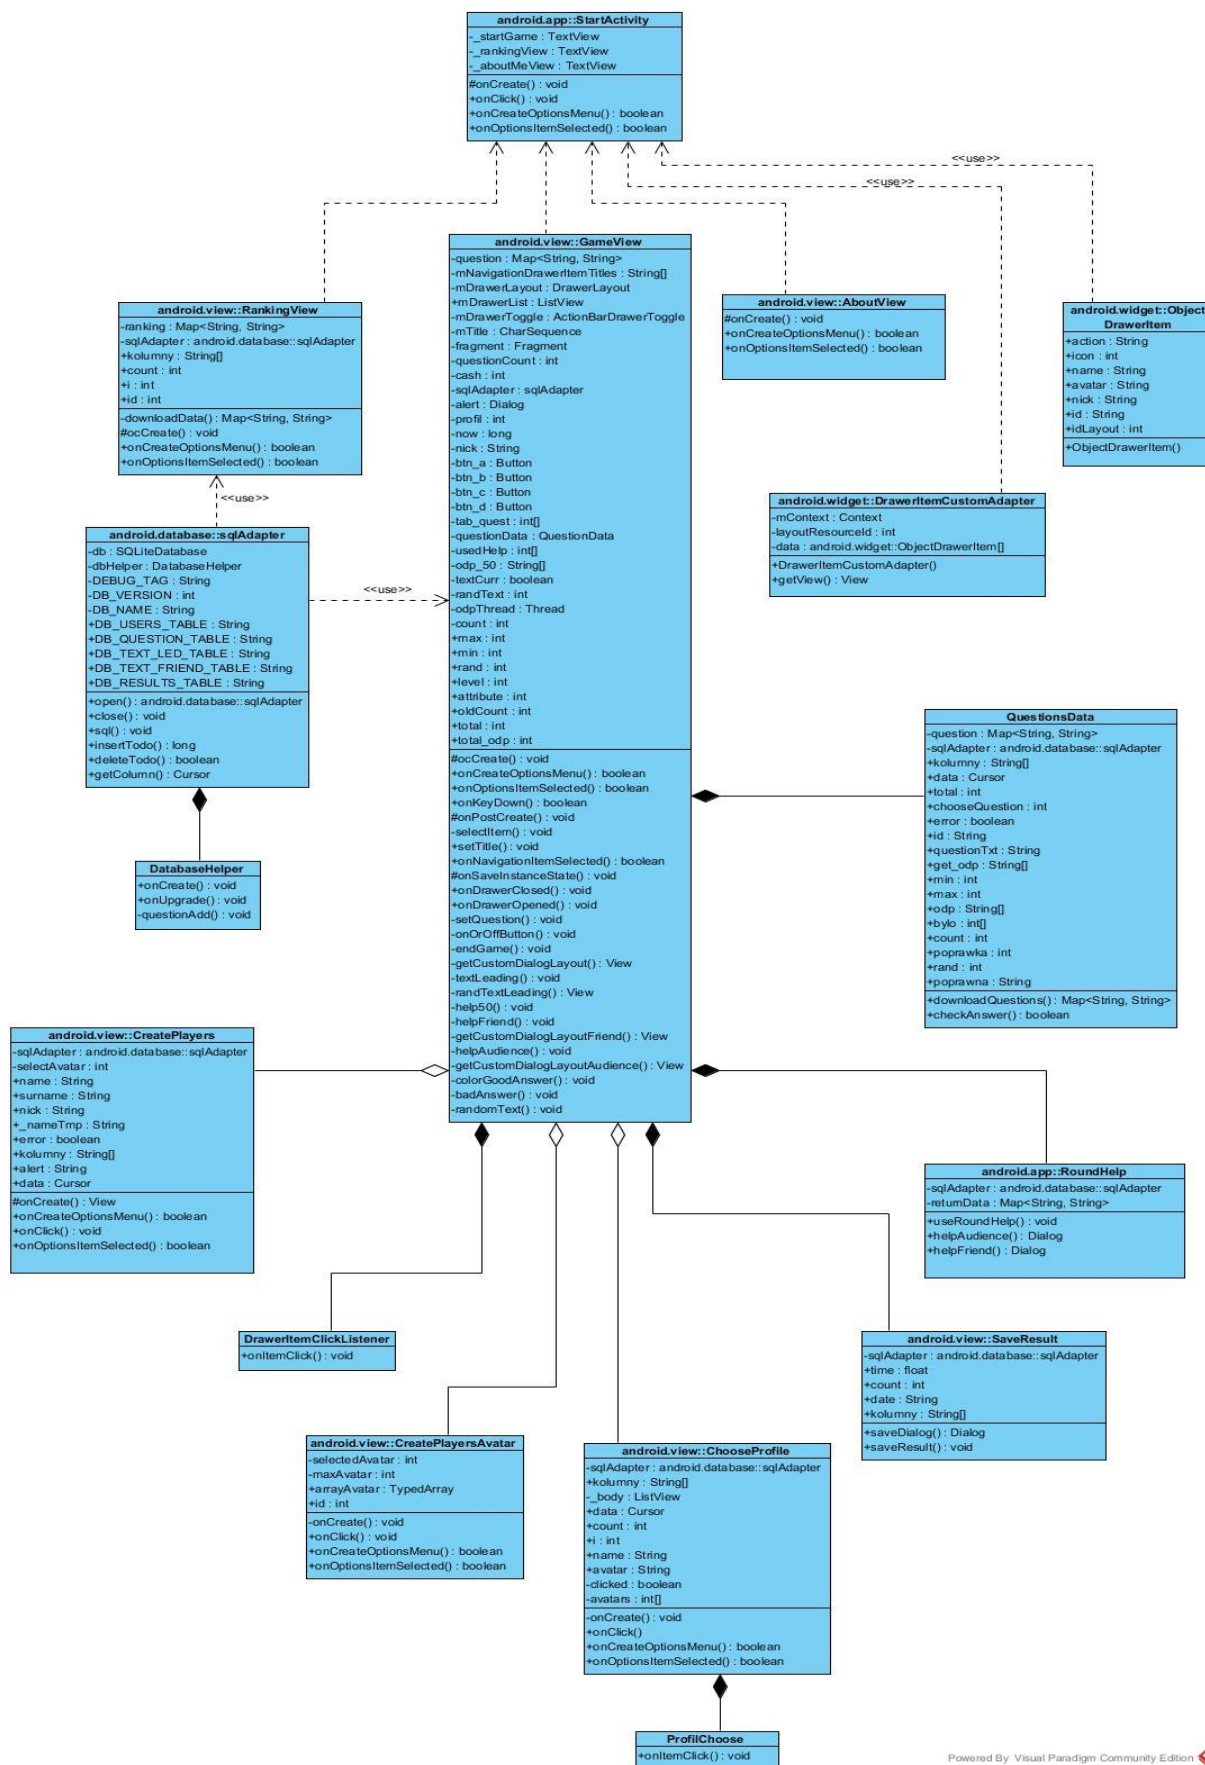 android.app::StartActivity
-_startGame : TextView
-_rankingView : TextView
-_aboutMeView : TextView
#onCreate() : void
+onClick() : void
+onCreateOptionsMenu() : boolean
+onOptionsItemSelected() : boolean
<<use>>
<<use>>
android.view::GameView
-question : Map<String, String>
-mNavigationDrawerItemTitles : String[]
-mDrawerLayout : DrawerLayout
+mDrawerList : ListView
-mDrawerToggle : ActionBarDrawerToggle
-mTitle : CharSequence
-fragment : Fragment
-questionCount : int
-cash : int
-sqlAdapter : sqlAdapter
-alert : Dialog
-profil : int
-now : long
-nick : String
-btn_a : Button
-btn_b : Button
-btn_c : Button
-btn_d : Button
-tab_quest : int[]
-questionData : QuestionData
-usedHelp : int[]
-odp_50 : String[]
-textCurr : boolean
-randText : int
-odpThread : Thread
-count : int
+max : int
+min : int
+rand : int
+level : int
+attribute : int
+oldCount : int
+total : int
+total_odp : int
#ocCreate() : void
+onCreateOptionsMenu() : boolean
+onOptionsItemSelected() : boolean
+onKeyDown() : boolean
#onPostCreate() : void
-selectItem() : void
+setTitle() : void
+onNavigationItemSelected() : boolean
#onSaveInstanceState() : void
+onDrawerClosed() : void
+onDrawerOpened() : void
-setQuestion() : void
-onOrOffButton() : void
-endGame() : void
-getCustomDialogLayout() : View
-textLeading() : void
-randTextLeading() : View
-help50() : void
-helpFriend() : void
-getCustomDialogLayoutFriend() : View
-helpAudience() : void
-getCustomDialogLayoutAudience() : View
-colorGoodAnswer() : void
-badAnswer() : void
-randomText() : void
android.view::RankingView
-ranking : Map<String, String>
-sqlAdapter : android.database::sqlAdapter
+kolumny : String[]
+count : int
+i : int
+id : int
-downloadData() : Map<String, String>
#ocCreate() : void
+onCreateOptionsMenu() : boolean
+onOptionsItemSelected() : boolean
<<use>>
android.view::AboutView
#onCreate() : void
+onCreateOptionsMenu() : boolean
+onOptionsItemSelected() : boolean
android.widget::Object
DrawerItem
+action : String
+icon : int
+name : String
+avatar : String
+nick : String
+id : String
+idLayout : int
+ObjectDrawerItem()
android.widget::DrawerItemCustomAdapter
-mContext : Context
-layoutResourceId : int
-data : android.widget::ObjectDrawerItem[]
+DrawerItemCustomAdapter()
+getView() : View
android.database::sqlAdapter
-db : SQLiteDatabase
-dbHelper : DatabaseHelper
-DEBUG_TAG : String
-DB_VERSION : int
-DB_NAME : String
+DB_USERS_TABLE : String
+DB_QUESTION_TABLE : String
+DB_TEXT_LED_TABLE : String
+DB_TEXT_FRIEND_TABLE : String
+DB_RESULTS_TABLE : String
+open() : android.database::sqlAdapter
+close() : void
+sql() : void
+insertTodo() : long
+deleteTodo() : boolean
+getColumn() : Cursor
<<use>>
DatabaseHelper
+onCreate() : void
+onUpgrade() : void
-questionAdd() : void
QuestionsData
-question : Map<String, String>
-sqlAdapter : android.database::sqlAdapter
+kolumny : String[]
+data : Cursor
+total : int
+chooseQuestion : int
+error : boolean
+id : String
+questionTxt : String
+get_odp : String[]
+min : int
+max : int
+odp : String[]
+bylo : int[]
+count : int
+poprawka : int
+rand : int
+poprawna : String
+downloadQuestions() : Map<String, String>
+checkAnswer() : boolean
android.view::CreatePlayers
-sqlAdapter : android.database::sqlAdapter
-selectAvatar : int
+name : String
+surname : String
+nick : String
+_nameTmp : String
+error : boolean
+kolumny : String[]
+alert : String
+data : Cursor
#onCreate() : View
+onCreateOptionsMenu() : boolean
+onClick() : void
+onOptionsItemSelected() : boolean
android.app::RoundHelp
-sqlAdapter : android.database::sqlAdapter
-returnData : Map<String, String>
+useRoundHelp() : void
+helpAudience() : Dialog
+helpFriend() : Dialog
DrawerItemClickListener
+onItemClick() : void
android.view::SaveResult
-sqlAdapter : android.database::sqlAdapter
+time : float
+count : int
+date : String
+kolumny : String[]
+saveDialog() : Dialog
+saveResult() : void
android.view::CreatePlayersAvatar
-selectedAvatar : int
-maxAvatar : int
+arrayAvatar : TypedArray
+id : int
-onCreate() : void
+onClick() : void
+onCreateOptionsMenu() : boolean
+onOptionsItemSelected() : boolean
android.view::ChooseProfile
-sqlAdapter : android.database::sqlAdapter
+kolumny : String[]
-_body : ListView
+data : Cursor
+count : int
+i : int
+name : String
+avatar : String
-clicked : boolean
-avatars : int[]
-onCreate() : void
+onClick()
+onCreateOptionsMenu() : boolean
+onOptionsItemSelected() : boolean
ProfilChoose
+onItemClick() : void
Powered By Visual Paradigm Community Edition